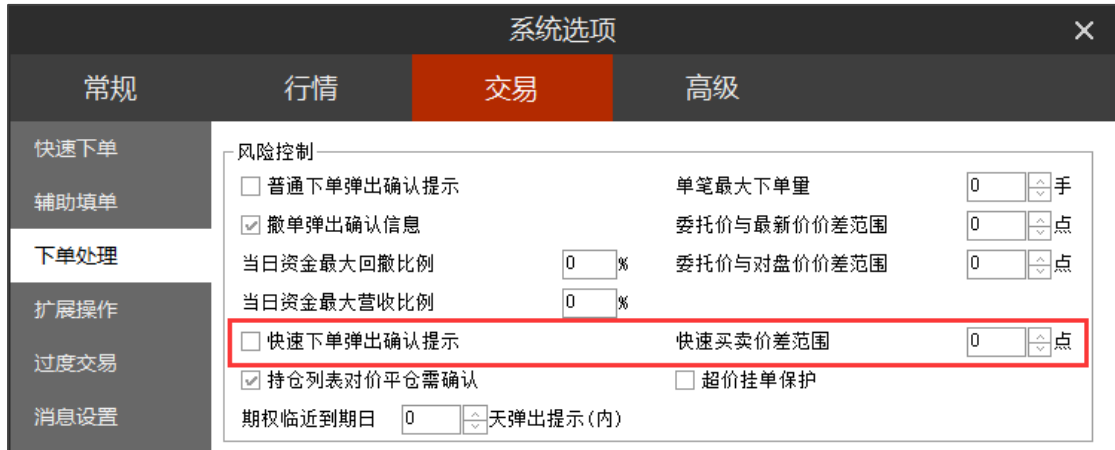 系统选项
常规 行情 交易 高级
快速下单
辅助填单
下单处理
扩展操作
过度交易
消息设置
风险控制
普通下单弹出确认提示 单笔最大下单量 0 手
撤单弹出确认信息 委托价与最新价价差范围 0 点
当日资金最大回撤比例 0 % 委托价与对盘价价差范围 0 点
当日资金最大营收比例 0 %
快速下单弹出确认提示 快速买卖价差范围 0 点
持仓列表对价平仓需确认 超价挂单保护
期权临近到期日 0 天弹出提示(内)